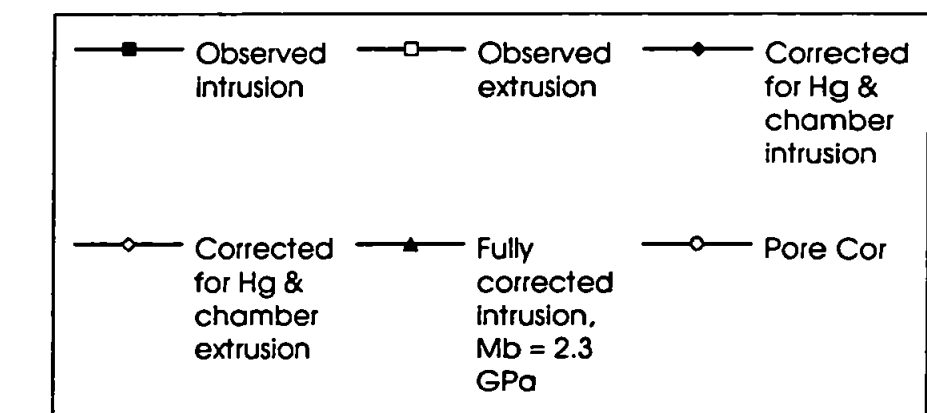 Observed
intrusion
Observed
extrusion
Corrected
for Hg &
chamber
intrusion
Corrected
for Hg &
chamber
extrusion
Fully
corrected
intrusion,
Mb = 2.3
GPa
Pore Cor